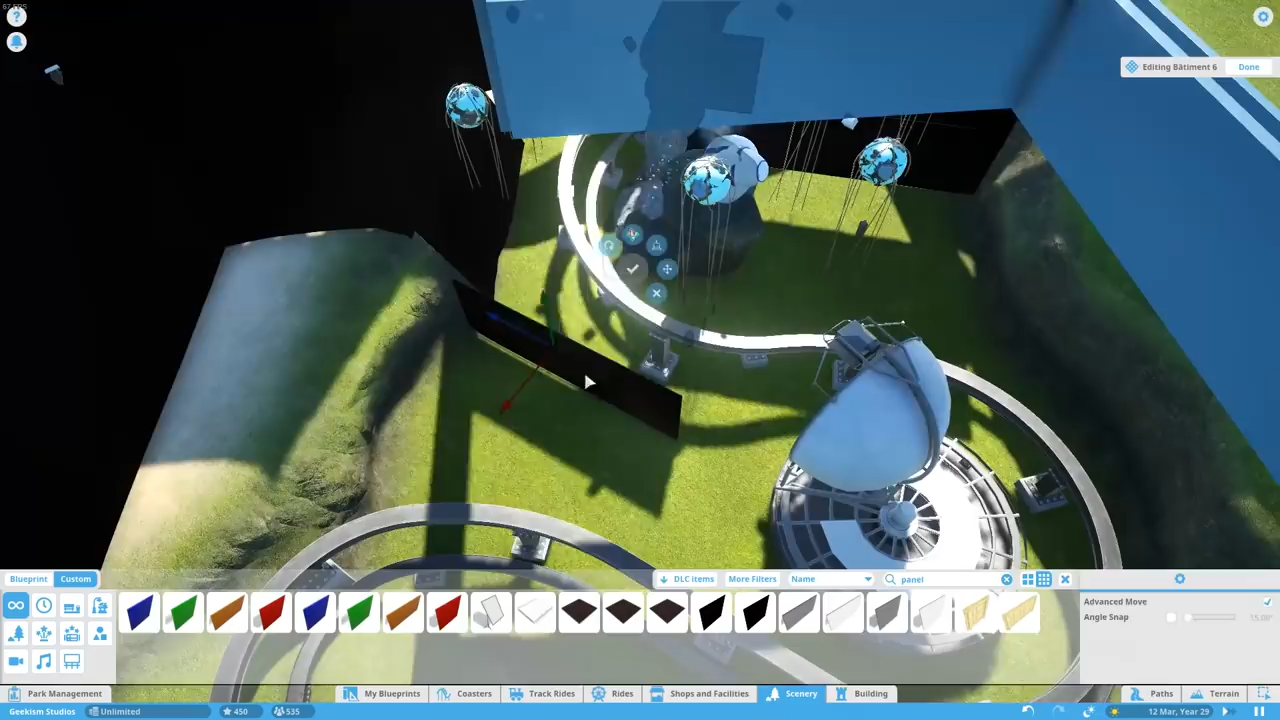 ?
Editing Bâtiment 6 Done
Blueprint Custom
DLC items More Filters Name panel
Advanced Move
Angle Snap 15.00°
Park Management My Blueprints Coasters Track Rides Rides Shops and Facilities Scenery Building Paths Terrain
Geekism Studios Unlimited 450 535 12 Mar, Year 29